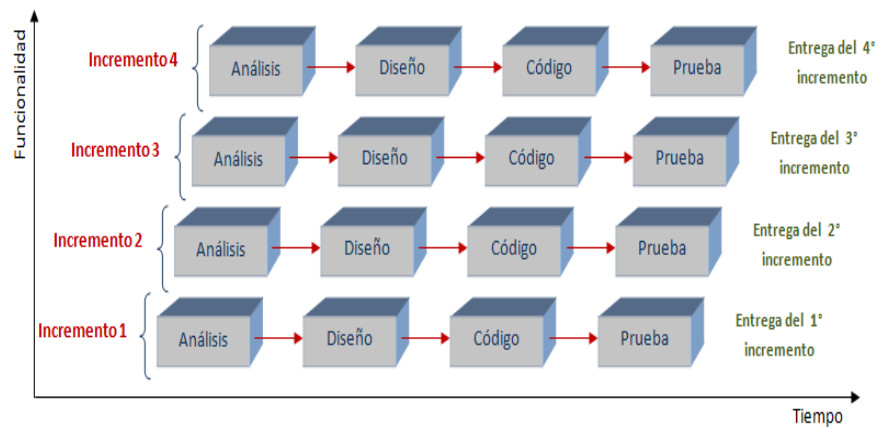 Funcionalidad
Incremento 4
Análisis
Diseño
Código
Prueba
Entrega del 4°
incremento
Incremento 3
Análisis
Diseño
Código
Prueba
Entrega del 3°
incremento
Incremento 2
Análisis
Diseño
Código
Prueba
Entrega del 2°
incremento
Incremento 1
Análisis
Diseño
Código
Prueba
Entrega del 1°
incremento
Tiempo